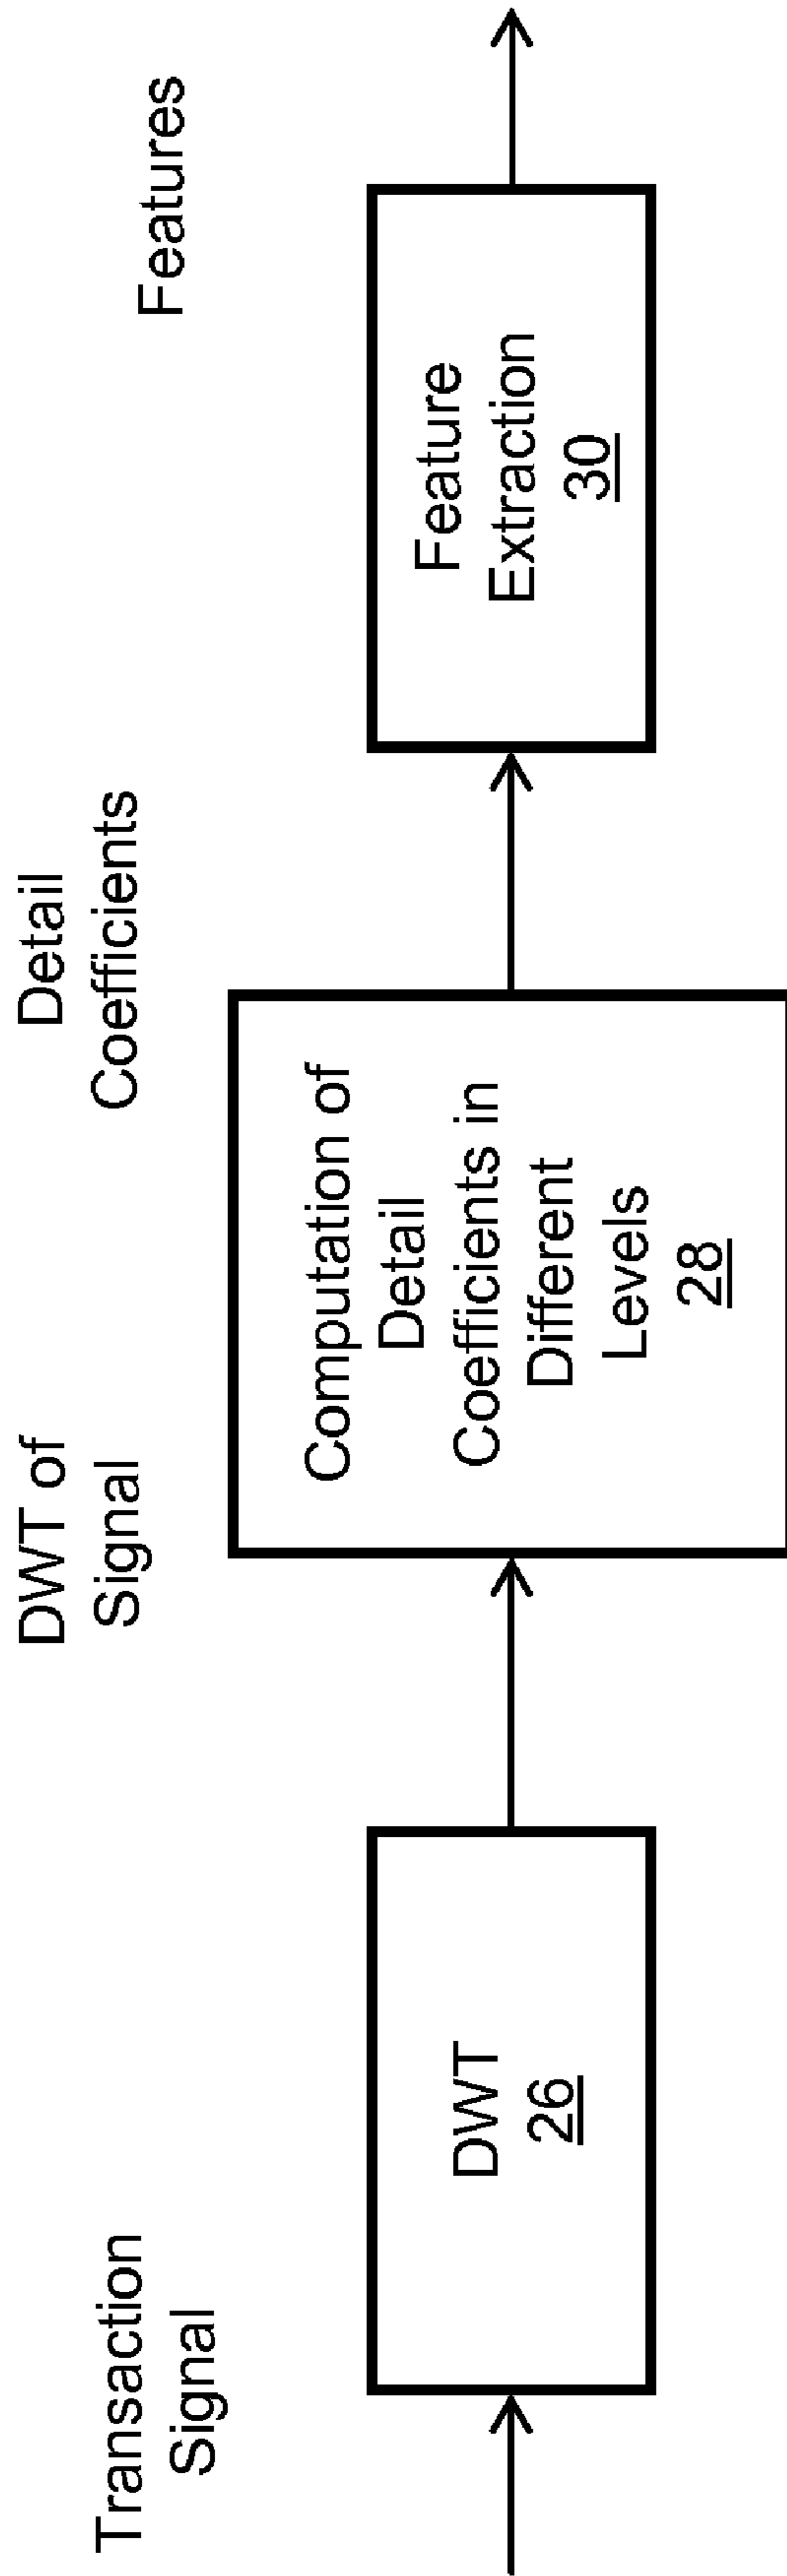 Transaction
Signal
DWT
26
DWT of
Signal
Computation of
Detail
Coefficients in
Different
Levels
28
Detail
Coefficients
Feature
Extraction
30
Features